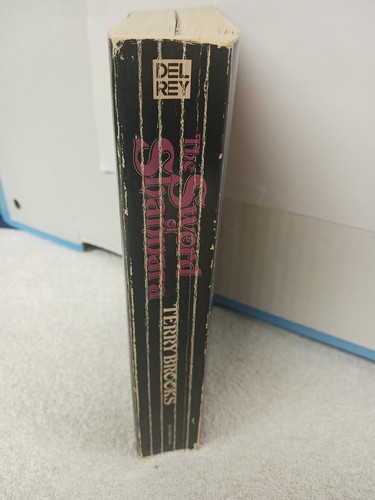 DEL
REY
The Sword
of
Shannara
TERRY BROOKS